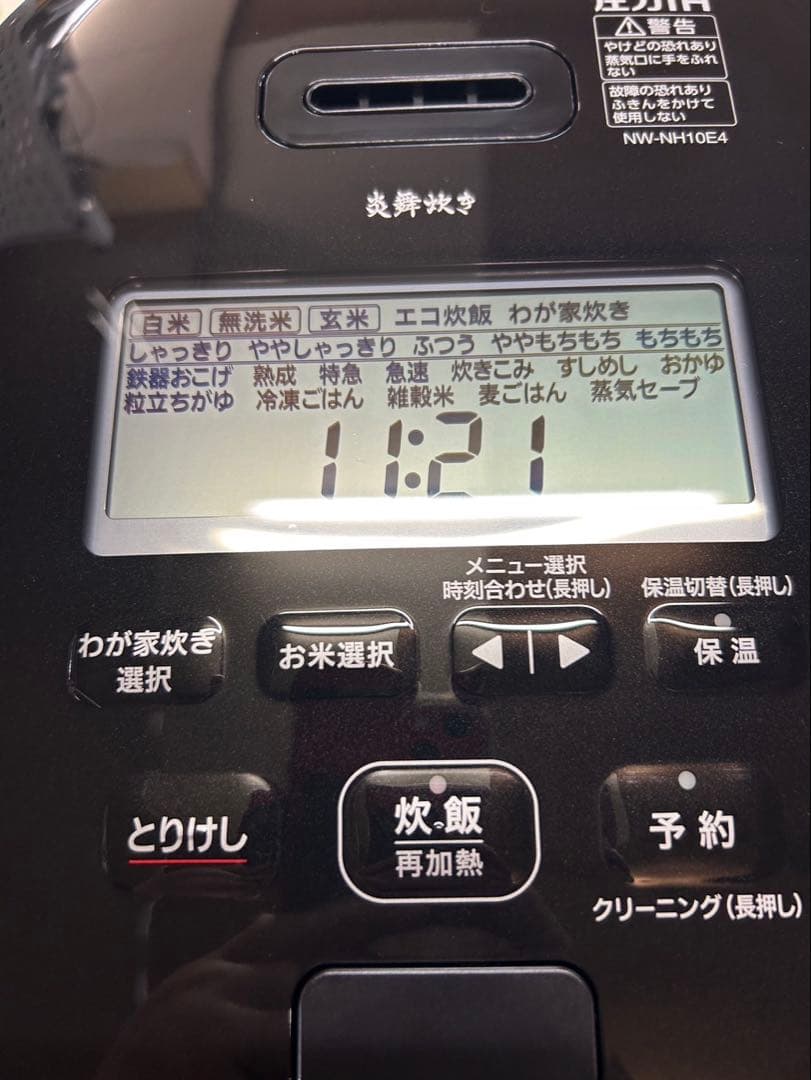 圧力IH
警告
やけどの恐れあり
蒸気口に手をふれ
ない
故障の恐れあり
ふきんをかけて
使用しない
NW-NH10E4
炎舞炊き
白米 無洗米 玄米 エコ炊飯 わが家炊き
しゃっきり ややしゃっきり ふつう ややもちもち もちもち
鉄器おこげ 熟成 特急 急速 炊きこみ すしめし おかゆ
粒立ちがゆ 冷凍ごはん 雑穀米 麦ごはん 蒸気セーブ
11:21
メニュー選択
時刻合わせ(長押し) 保温切替(長押し)
わが家炊き
選択
お米選択
保温
とりけし
炊飯
再加熱
予約
クリーニング(長押し)